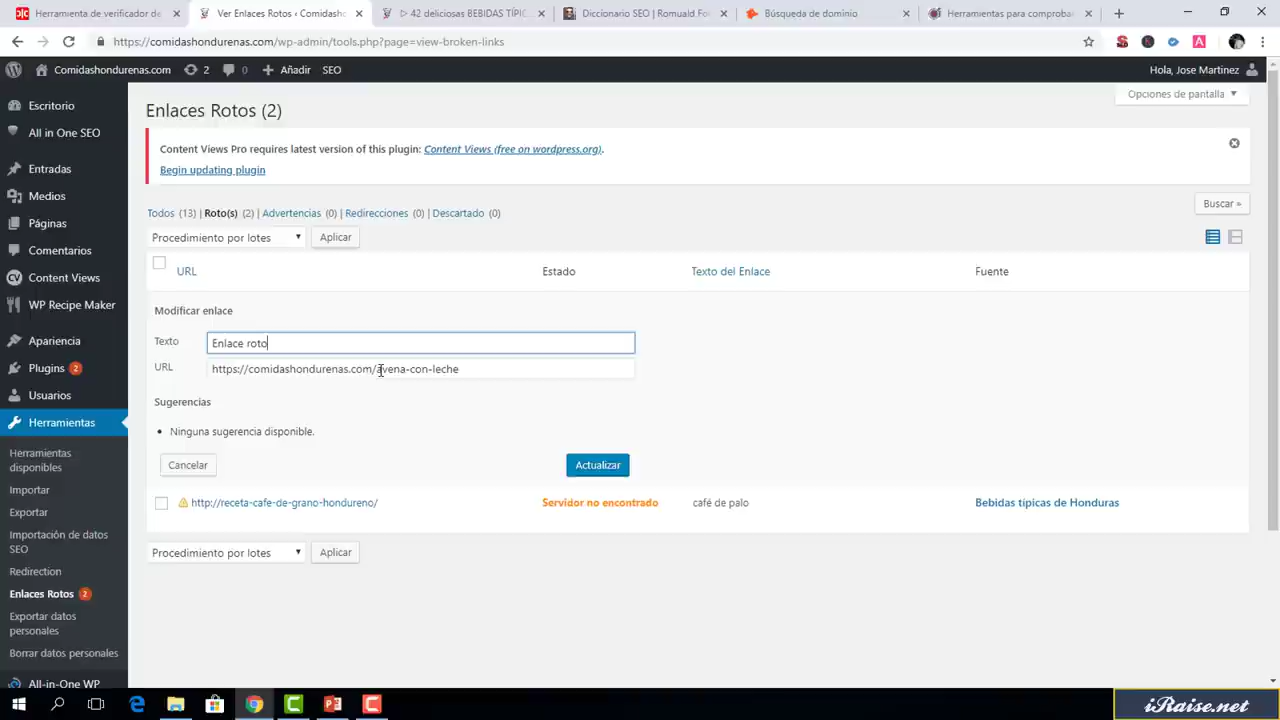 Herramienta de verificador de
Ver Enlaces Rotos ‹ Comidashon
▷ 42 deliciosas BEBIDAS TÍPIC
Diccionario SEO | Romuald Fo
Búsqueda de dominio
Herramientas para comproba
https://comidashondurenas.com/wp-admin/tools.php?page=view-broken-links
Comidashondurenas.com 2 0 Añadir SEO
Hola, Jose Martinez
Opciones de pantalla
Escritorio
All in One SEO
Entradas
Medios
Páginas
Comentarios
Content Views
WP Recipe Maker
Apariencia
Plugins 2
Usuarios
Herramientas
Herramientas
disponibles
Importar
Exportar
Importación de datos
SEO
Redirection
Enlaces Rotos 2
Exportar datos
personales
Borrar datos personales
All-in-One WP
Enlaces Rotos (2)
Content Views Pro requires latest version of this plugin: Content Views (free on wordpress.org).
Begin updating plugin
Todos (13) | Roto(s) (2) | Advertencias (0) | Redirecciones (0) | Descartado (0)
Buscar »
Procedimiento por lotes Aplicar
URL Estado Texto del Enlace Fuente
Modificar enlace
Texto Enlace roto
URL https://comidashondurenas.com/avena-con-leche
Sugerencias
Ninguna sugerencia disponible.
Cancelar Actualizar
http://receta-cafe-de-grano-hondureno/ Servidor no encontrado café de palo Bebidas típicas de Honduras
Procedimiento por lotes Aplicar
iRaise.net